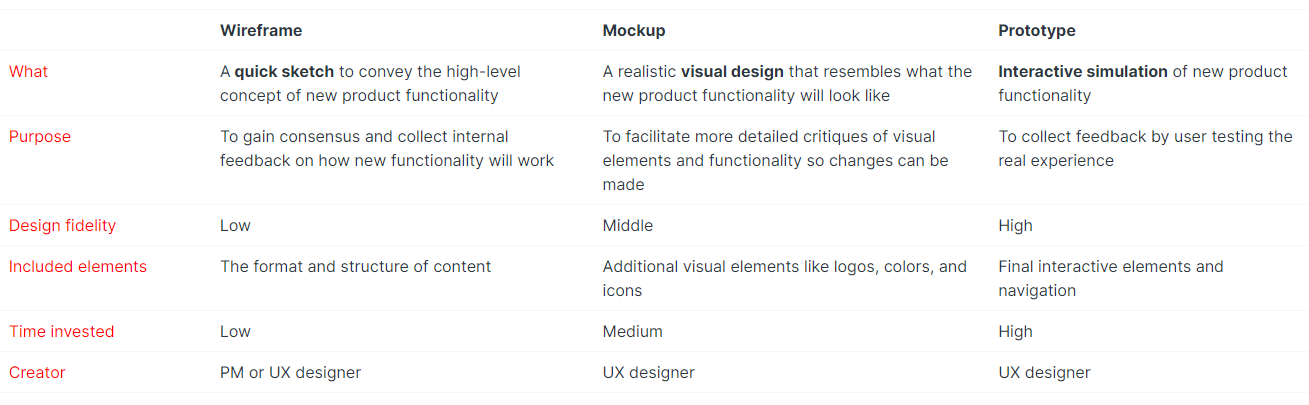 Wireframe Mockup Prototype
What A quick sketch to convey the high-level A realistic visual design that resembles what the Interactive simulation of new product
concept of new product functionality new product functionality will look like functionality
Purpose To gain consensus and collect internal To facilitate more detailed critiques of visual To collect feedback by user testing the
feedback on how new functionality will work elements and functionality so changes can be real experience
made
Design fidelity Low Middle High
Included elements The format and structure of content Additional visual elements like logos, colors, and Final interactive elements and
icons navigation
Time invested Low Medium High
Creator PM or UX designer UX designer UX designer